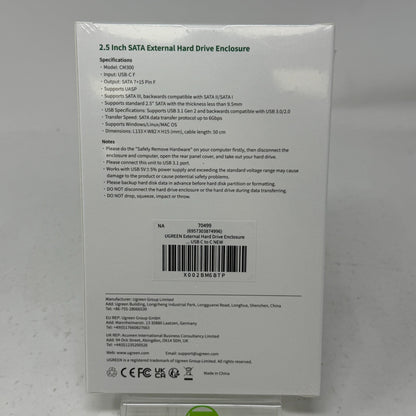 2.5 Inch SATA External Hard Drive Enclosure
Specifications
• Model: CM300
• Input: USB-C F
• Output: SATA 7+15 Pin F
• Supports UASP
• Supports SATA III, backwards compatible with SATA II/SATA I
• Supports standard 2.5" SATA with the thickness less than 9.5mm
• USB Specifications: Supports USB 3.1 Gen 2 and backwards compatible with USB 3.0/2.0
• Transfer Speed: SATA data transfer protocol up to 6Gbps
• Supports Windows/Linux/MAC OS
• Dimensions: L133 × W82 × H15 (mm), cable length: 50 cm
Notes
• Please do the "Safely Remove Hardware" on your computer firstly, then disconnect the
enclosure and computer, open the rear panel cover, and take out your hard drive.
• Please connect this unit to USB 3.1 port.
• Works with USB 5V; 5% power supply and exceeding the standard voltage range may cause
damage to the product or cause potential safety problems.
• Please backup hard disk data in advance before hard disk partition or formatting.
• DO NOT disconnect the hard drive enclosure or the hard drive during data transferring.
• DO NOT drop, squeeze, impact or throw.
NA 70499
(6957303874996)
UGREEN External Hard Drive Enclosure
... USB C to C NEW
X002BM6BTP
Manufacturer: Ugreen Group Limited
Add: Ugreen Building, Longcheng Industrial Park, Longguanxi Road, Longhua, Shenzhen, China
Tel: +86-755-28066530
EU REP: Ugreen Group GmbH
Add: Mannheimerstr. 13 30880 Laatzen, Germany
UK REP: Acumen International Business Consultancy Limited
Add: 94 Ock Street, Abingdon, OX14 5DH, UK
www.ugreen.com Email: support@ugreen.com
UGREEN is a registered trademark of Ugreen Group Limited.
Made in China